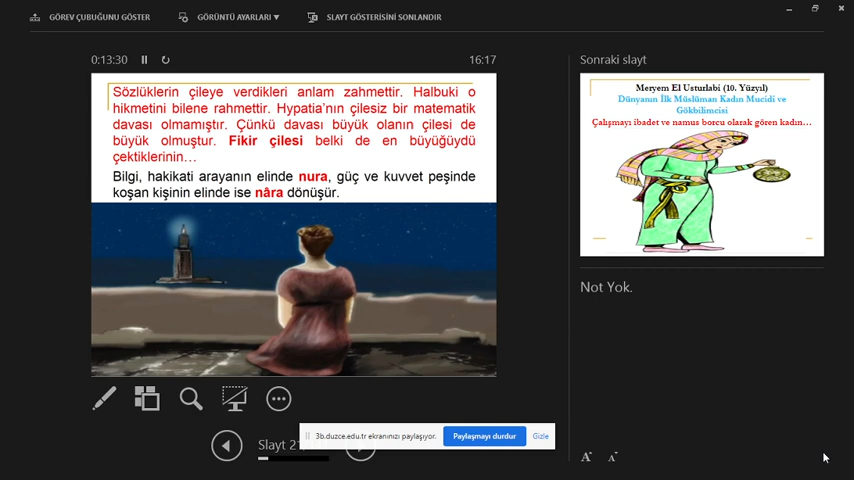 GÖREV ÇUBUĞUNU GÖSTER
GÖRÜNTÜ AYARLARI ▼
SLAYT GÖSTERİSİNİ SONLANDIR
0:13:30
16:17
Sözlüklerin çileye verdikleri anlam zahmettir. Halbuki o
hikmetini bilene rahmettir. Hypatia'nın çilesiz bir matematik
davası olmamıştır. Çünkü davası büyük olanın çilesi de
büyük olmuştur. Fikir çilesi belki de en büyüğüydü
çektiklerinin...
Bilgi, hakikati arayanın elinde nura, güç ve kuvvet peşinde
koşan kişinin elinde ise nâra dönüşür.
Sonraki slayt
Meryem El Usturlabi (10. Yüzyıl)
Dünyanın İlk Müslüman Kadın Mucidi ve
Gökbilimcisi
Çalışmayı ibadet ve namus borcu olarak gören kadın...
Not Yok.
Slayt 2
3b.duzce.edu.tr ekranınızı paylaşıyor.
Paylaşmayı durdur
Gizle
A A